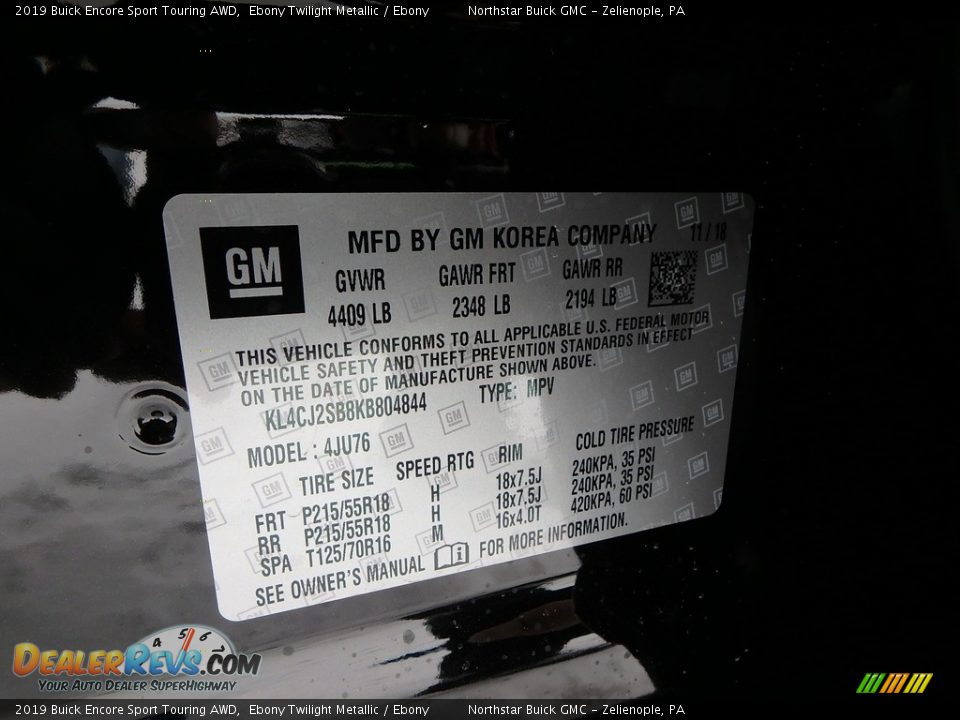 2019 Buick Encore Sport Touring AWD,  Ebony Twilight Metallic / Ebony  Northstar Buick GMC - Zelienople, PA
GM
MFD BY GM KOREA COMPANY 11 / 18
GVWR GAWR FRT GAWR RR
4409 LB 2348 LB 2194 LB
THIS VEHICLE CONFORMS TO ALL APPLICABLE U.S. FEDERAL MOTOR
VEHICLE SAFETY AND THEFT PREVENTION STANDARDS IN EFFECT
ON THE DATE OF MANUFACTURE SHOWN ABOVE.
KL4CJ2SB8KB804844 TYPE: MPV
MODEL : 4JU76
TIRE SIZE SPEED RTG RIM COLD TIRE PRESSURE
FRT P215/55R18 H 18x7.5J 240KPA, 35 PSI
RR P215/55R18 H 18x7.5J 240KPA, 35 PSI
SPA T125/70R16 M 16x4.0T 420KPA, 60 PSI
SEE OWNER'S MANUAL FOR MORE INFORMATION.
4 5 6
DEALERREVS.COM
YOUR AUTO DEALER SUPERHIGHWAY
2019 Buick Encore Sport Touring AWD,  Ebony Twilight Metallic / Ebony  Northstar Buick GMC - Zelienople, PA